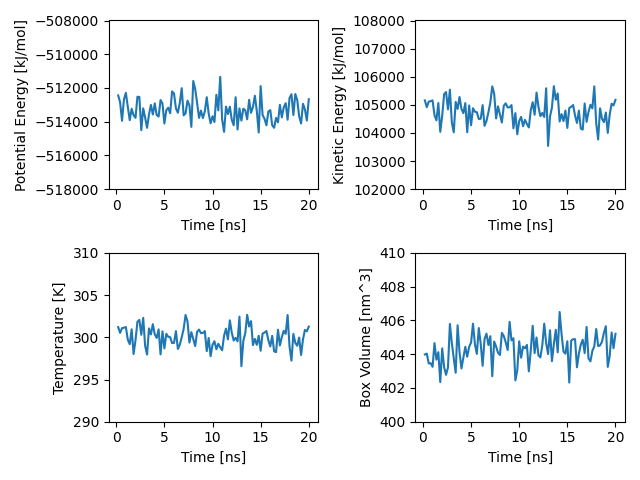 Potential Energy [kJ/mol]
−508000
−510000
−512000
−514000
−516000
−518000
0 5 10 15 20
Time [ns]
Kinetic Energy [kJ/mol]
108000
107000
106000
105000
104000
103000
102000
0 5 10 15 20
Time [ns]
Temperature [K]
310
305
300
295
290
0 5 10 15 20
Time [ns]
Box Volume [nm^3]
410
408
406
404
402
400
0 5 10 15 20
Time [ns]